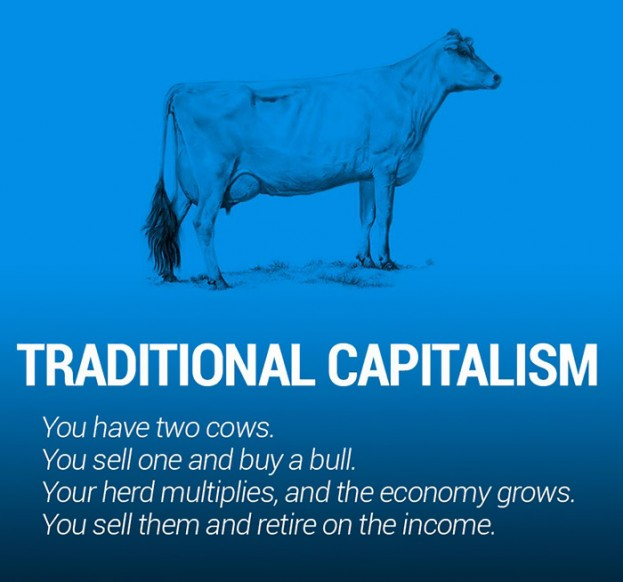 TRADITIONAL CAPITALISM
You have two cows.
You sell one and buy a bull.
Your herd multiplies, and the economy grows.
You sell them and retire on the income.